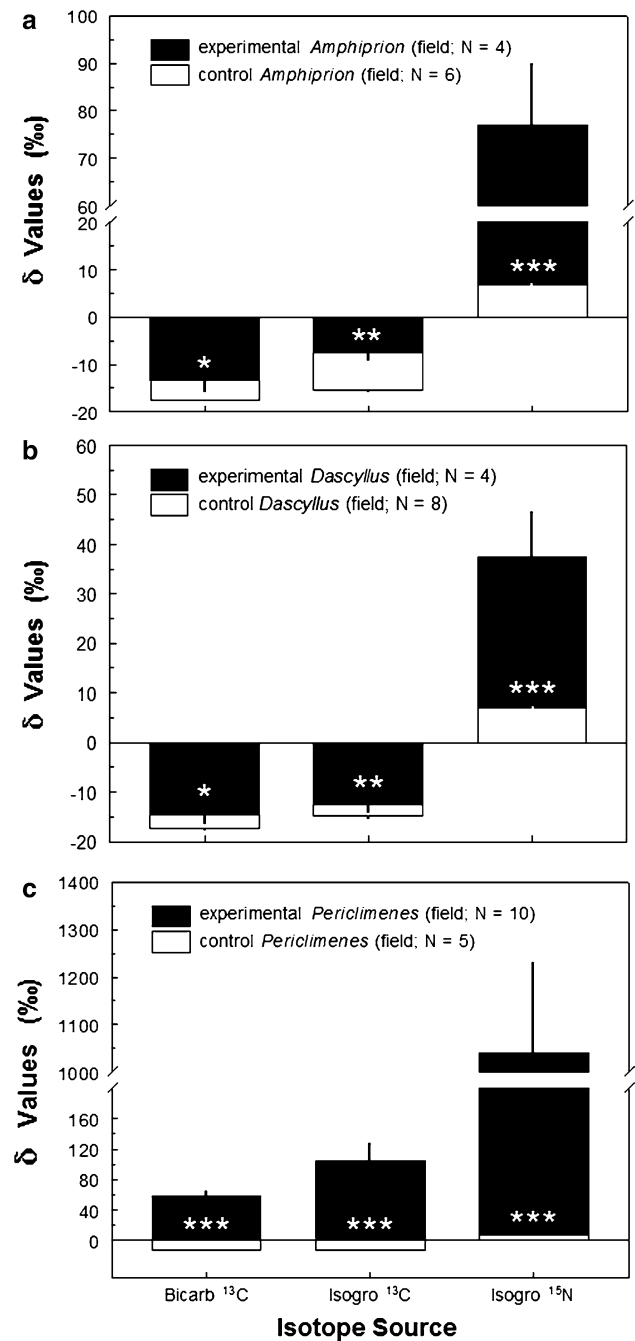 a
100
90
80
70
60
20
10
0
-10
-20
δ Values (‰)
experimental Amphiprion (field; N = 4)
control Amphiprion (field; N = 6)
*
**
***
b
60
50
40
30
20
10
0
-10
-20
δ Values (‰)
experimental Dascyllus (field; N = 4)
control Dascyllus (field; N = 8)
*
**
***
c
1400
1300
1200
1100
1000
160
120
80
40
0
δ Values (‰)
experimental Periclimenes (field; N = 10)
control Periclimenes (field; N = 5)
***
***
***
Bicarb ¹³C
Isogro ¹³C
Isogro ¹⁵N
Isotope Source